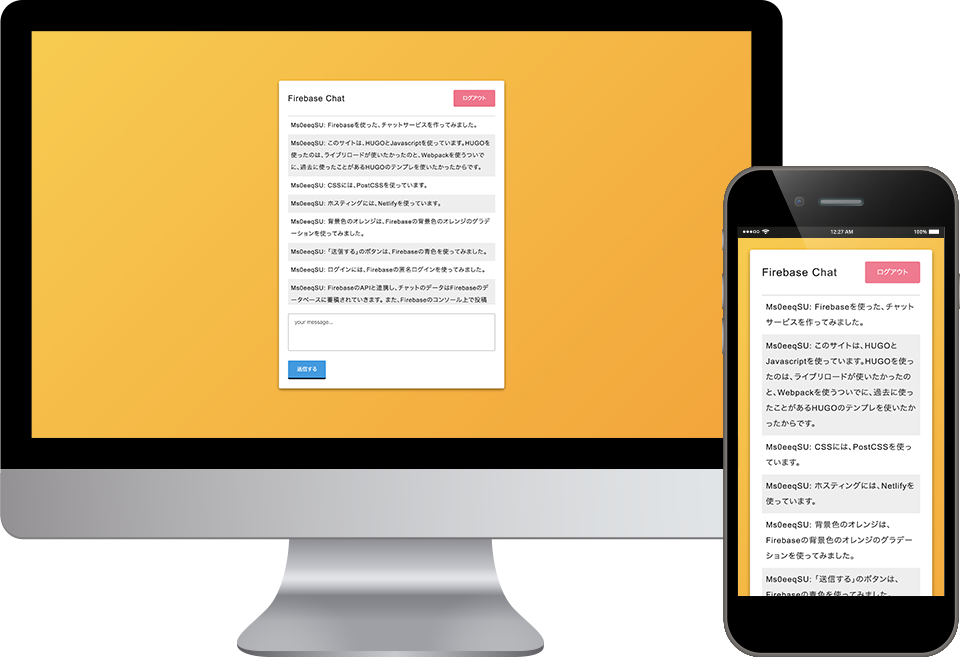 Firebase Chat
ログアウト
Ms0eeqSU: Firebaseを使った、チャットサービスを作ってみました。
Ms0eeqSU: このサイトは、HUGOとJavascriptを使っています。HUGOを
使ったのは、ライブリロードが使いたかったのと、Webpackを使うついで
に、過去に使ったことがあるHUGOのテンプレを使いたかったからです。
Ms0eeqSU: CSSには、PostCSSを使っています。
Ms0eeqSU: ホスティングには、Netlifyを使っています。
Ms0eeqSU: 背景色のオレンジは、Firebaseの背景色のオレンジのグラデ
ーションを使ってみました。
Ms0eeqSU: 「送信する」のボタンは、Firebaseの青色を使ってみました。
Ms0eeqSU: ログインには、Firebaseの匿名ログインを使ってみました。
Ms0eeqSU: FirebaseのAPIと連携し、チャットのデータはFirebaseのデ
ータベースに蓄積されていきます。また、Firebaseのコンソール上で投稿
your message...
送信する
12:27 AM
100%
Firebase Chat
ログアウト
Ms0eeqSU: Firebaseを使った、チャット
サービスを作ってみました。
Ms0eeqSU: このサイトは、HUGOと
Javascriptを使っています。HUGOを使っ
たのは、ライブリロードが使いたかったの
と、Webpackを使うついでに、過去に使っ
たことがあるHUGOのテンプレを使いたか
ったからです。
Ms0eeqSU: CSSには、PostCSSを使っ
ています。
Ms0eeqSU: ホスティングには、Netlifyを
使っています。
Ms0eeqSU: 背景色のオレンジは、
Firebaseの背景色のオレンジのグラデー
ションを使ってみました。
Ms0eeqSU: 「送信する」のボタンは、
Firebaseの青色を使ってみました。